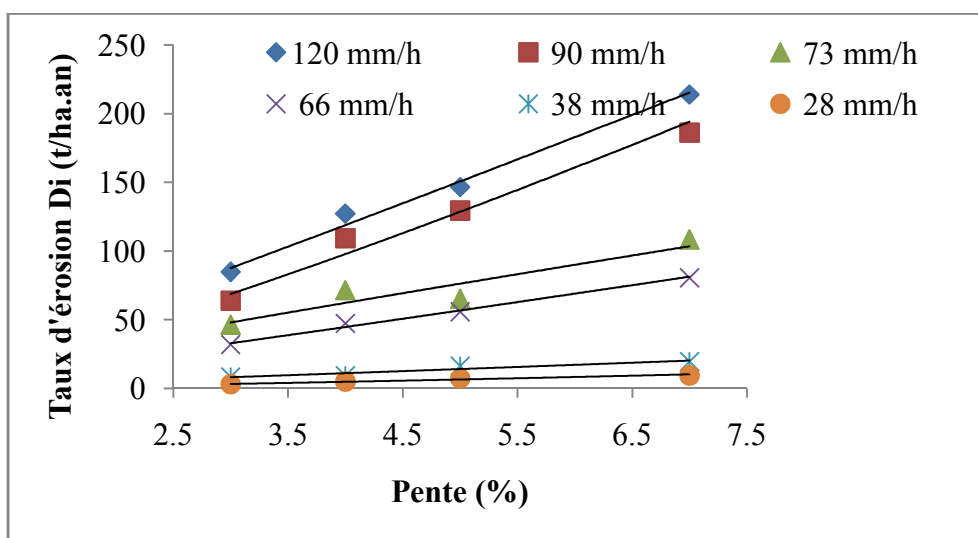 250
200
150
100
50
0
Taux d'érosion Di (t/ha.an)
120 mm/h 90 mm/h 73 mm/h
66 mm/h 38 mm/h 28 mm/h
2.5 3.5 4.5 5.5 6.5 7.5
Pente (%)